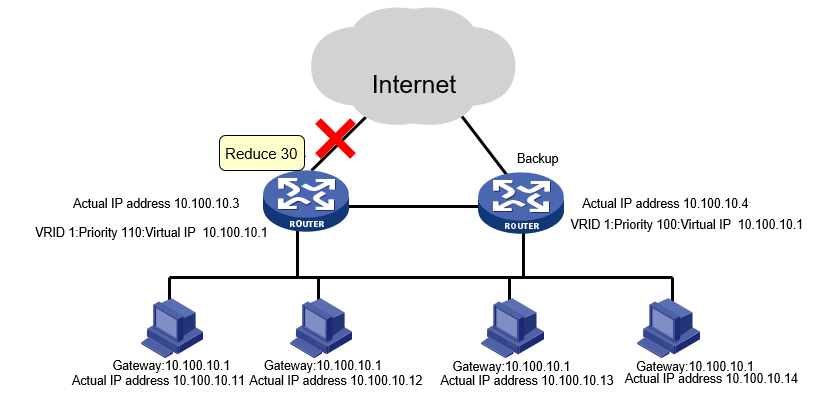 Internet
Reduce 30
Backup
Actual IP address 10.100.10.3
Actual IP address 10.100.10.4
VRID 1:Priority 110:Virtual IP 10.100.10.1
VRID 1:Priority 100:Virtual IP 10.100.10.1
ROUTER
ROUTER
Gateway:10.100.10.1
Actual IP address 10.100.10.11
Gateway:10.100.10.1
Actual IP address 10.100.10.12
Gateway:10.100.10.1
Actual IP address 10.100.10.13
Gateway:10.100.10.1
Actual IP address 10.100.10.14